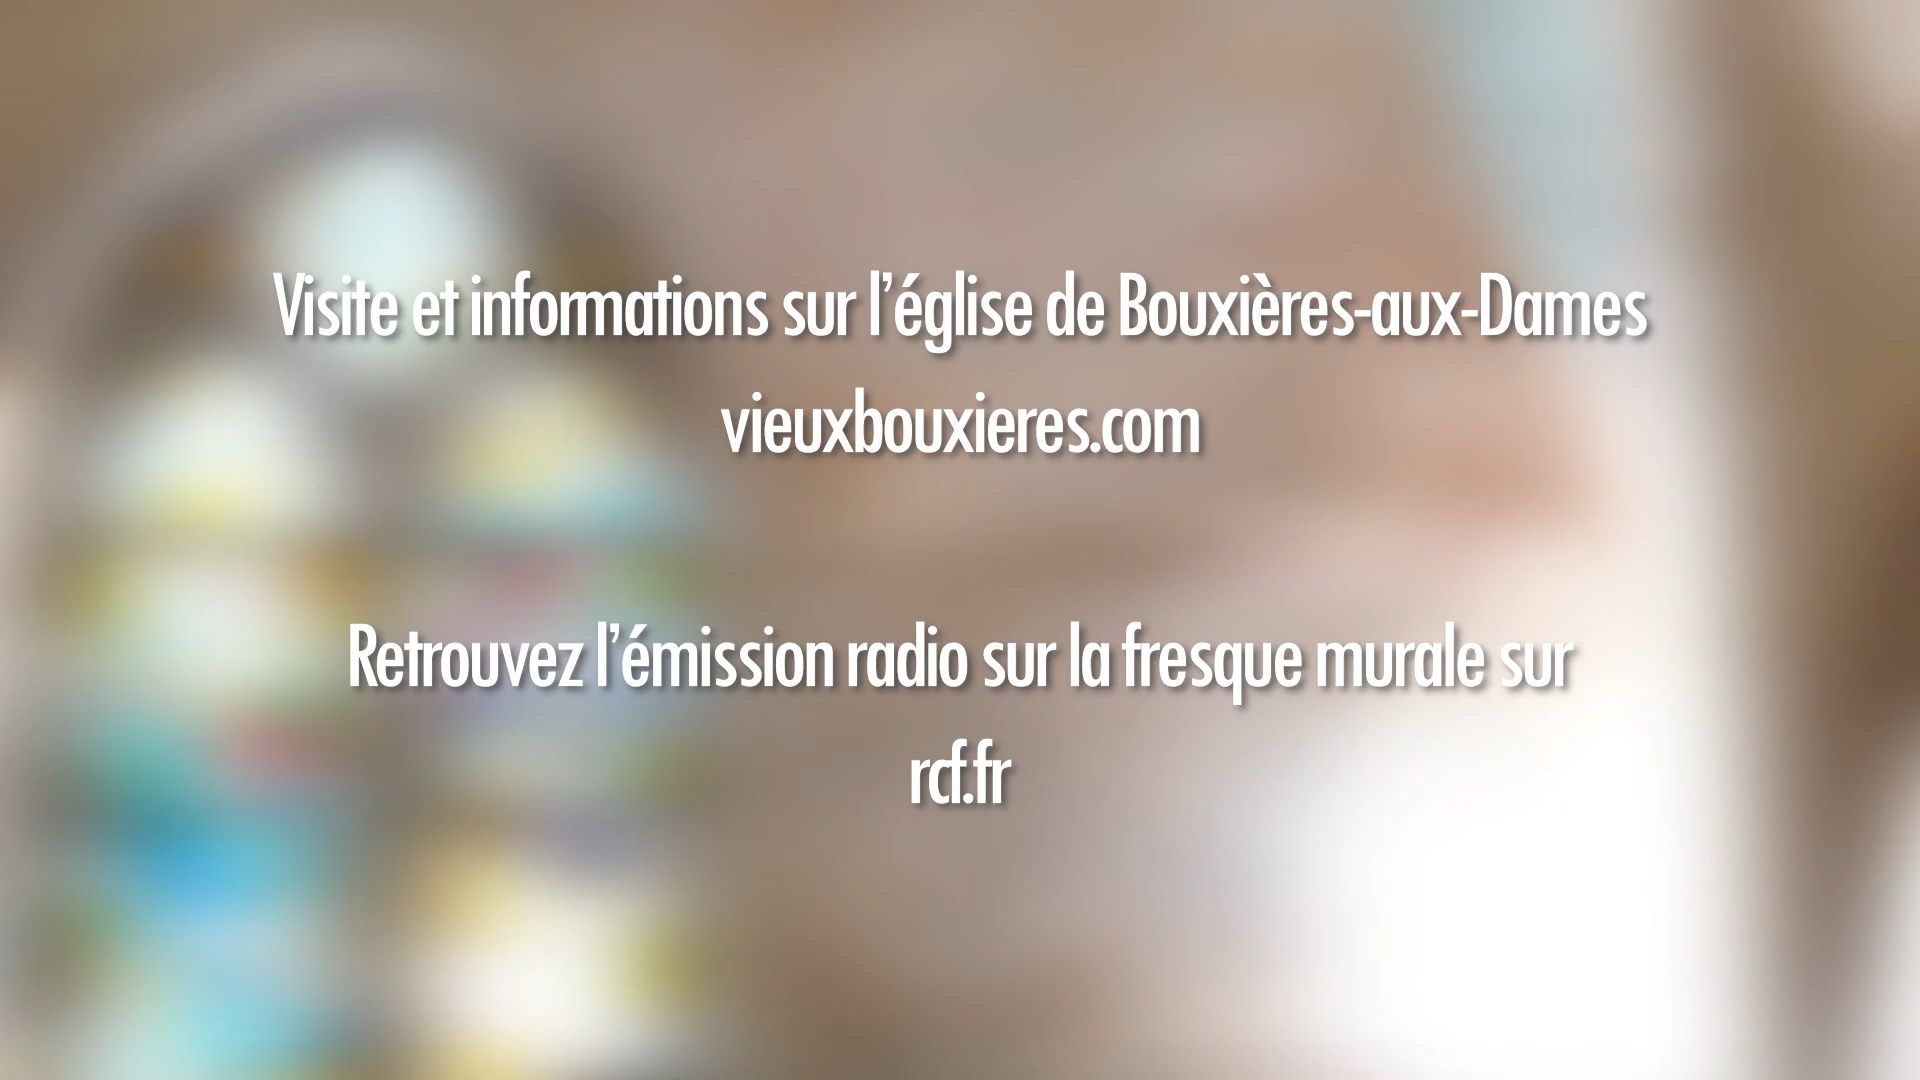 Visite et informations sur l’église de Bouxières-aux-Dames
vieuxbouxieres.com
Retrouvez l’émission radio sur la fresque murale sur
rcf.fr